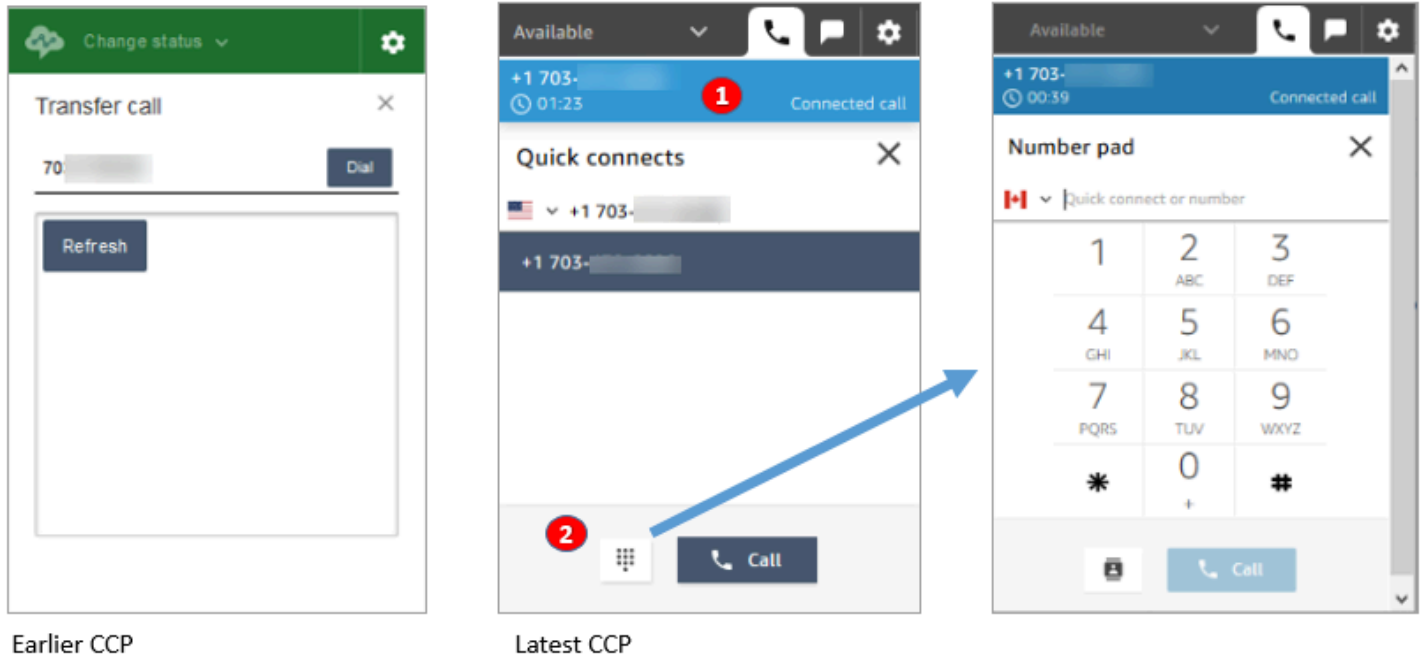 Change status
Transfer call
70
Dial
Refresh
Earlier CCP
Available
+1 703-
01:23
1
Connected call
Quick connects
+1 703-
+1 703-
2
Call
Latest CCP
Available
+1 703-
00:39
Connected call
Number pad
Quick connect or number
1
2
3
ABC
DEF
4
5
6
GHI
JKL
MNO
7
8
9
PQRS
TUV
WXYZ
*
0
#
+
Call